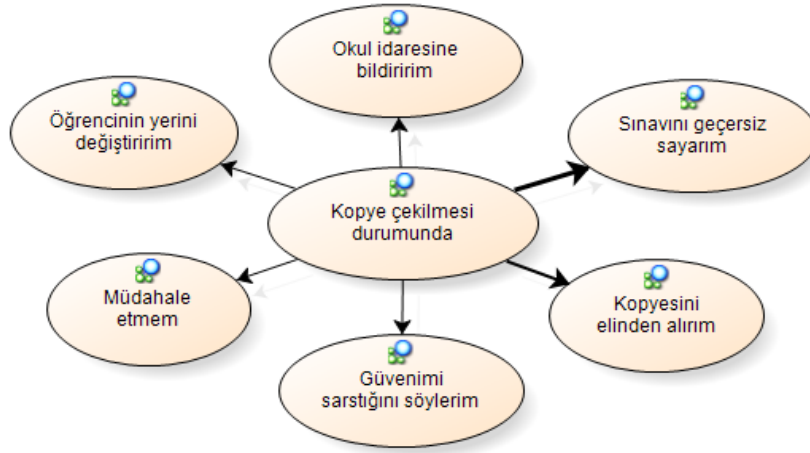 Okul idaresine
bildiririm
Öğrencinin yerini
değiştiririm
Sınavını geçersiz
sayarım
Kopye çekilmesi
durumunda
Müdahale
etmem
Kopyesini
elinden alırım
Güvenimi
sarstığını söylerim